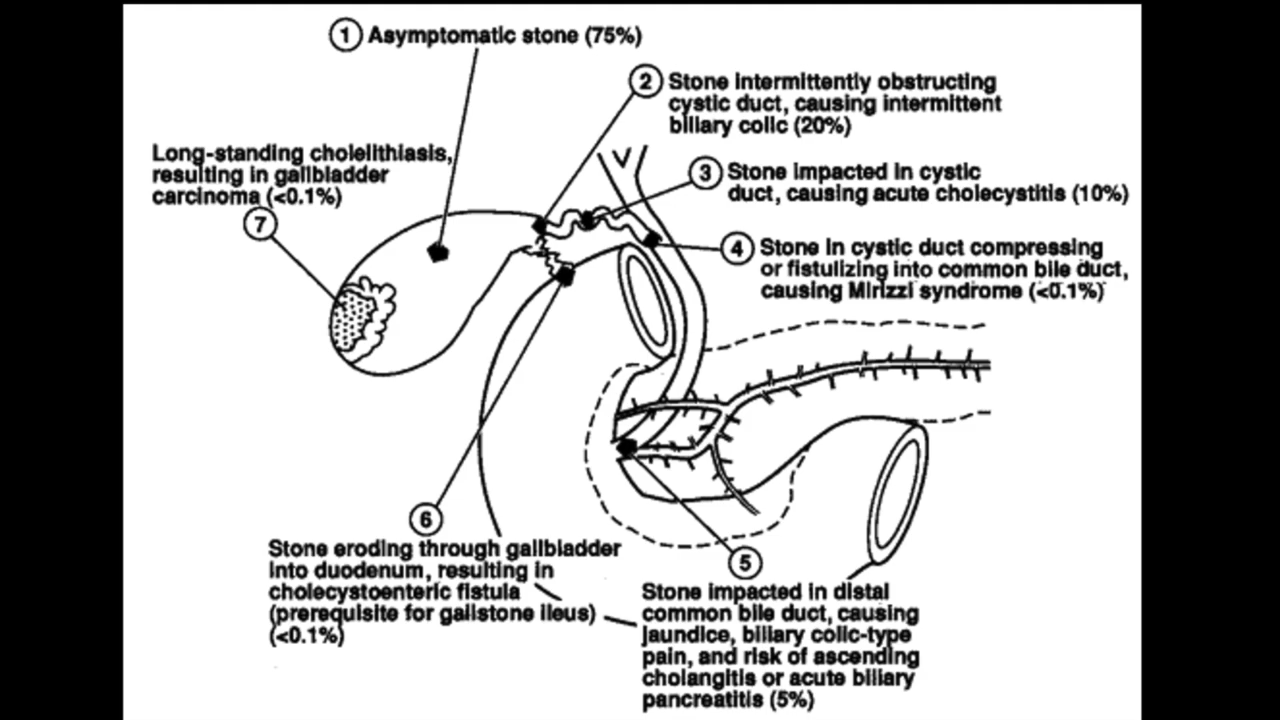 1 Asymptomatic stone (75%)
2 Stone intermittently obstructing
cystic duct, causing intermittent
biliary colic (20%)
3 Stone impacted in cystic
duct, causing acute cholecystitis (10%)
4 Stone in cystic duct compressing
or fistulizing into common bile duct,
causing Mirizzi syndrome (<0.1%)
5
Stone impacted in distal
common bile duct, causing
jaundice, biliary colic-type
pain, and risk of ascending
cholangitis or acute biliary
pancreatitis (5%)
6
Stone eroding through gallbladder
into duodenum, resulting in
cholecystoenteric fistula
(prerequisite for gallstone ileus)
(<0.1%)
Long-standing cholelithiasis,
resulting in gallbladder
carcinoma (<0.1%)
7